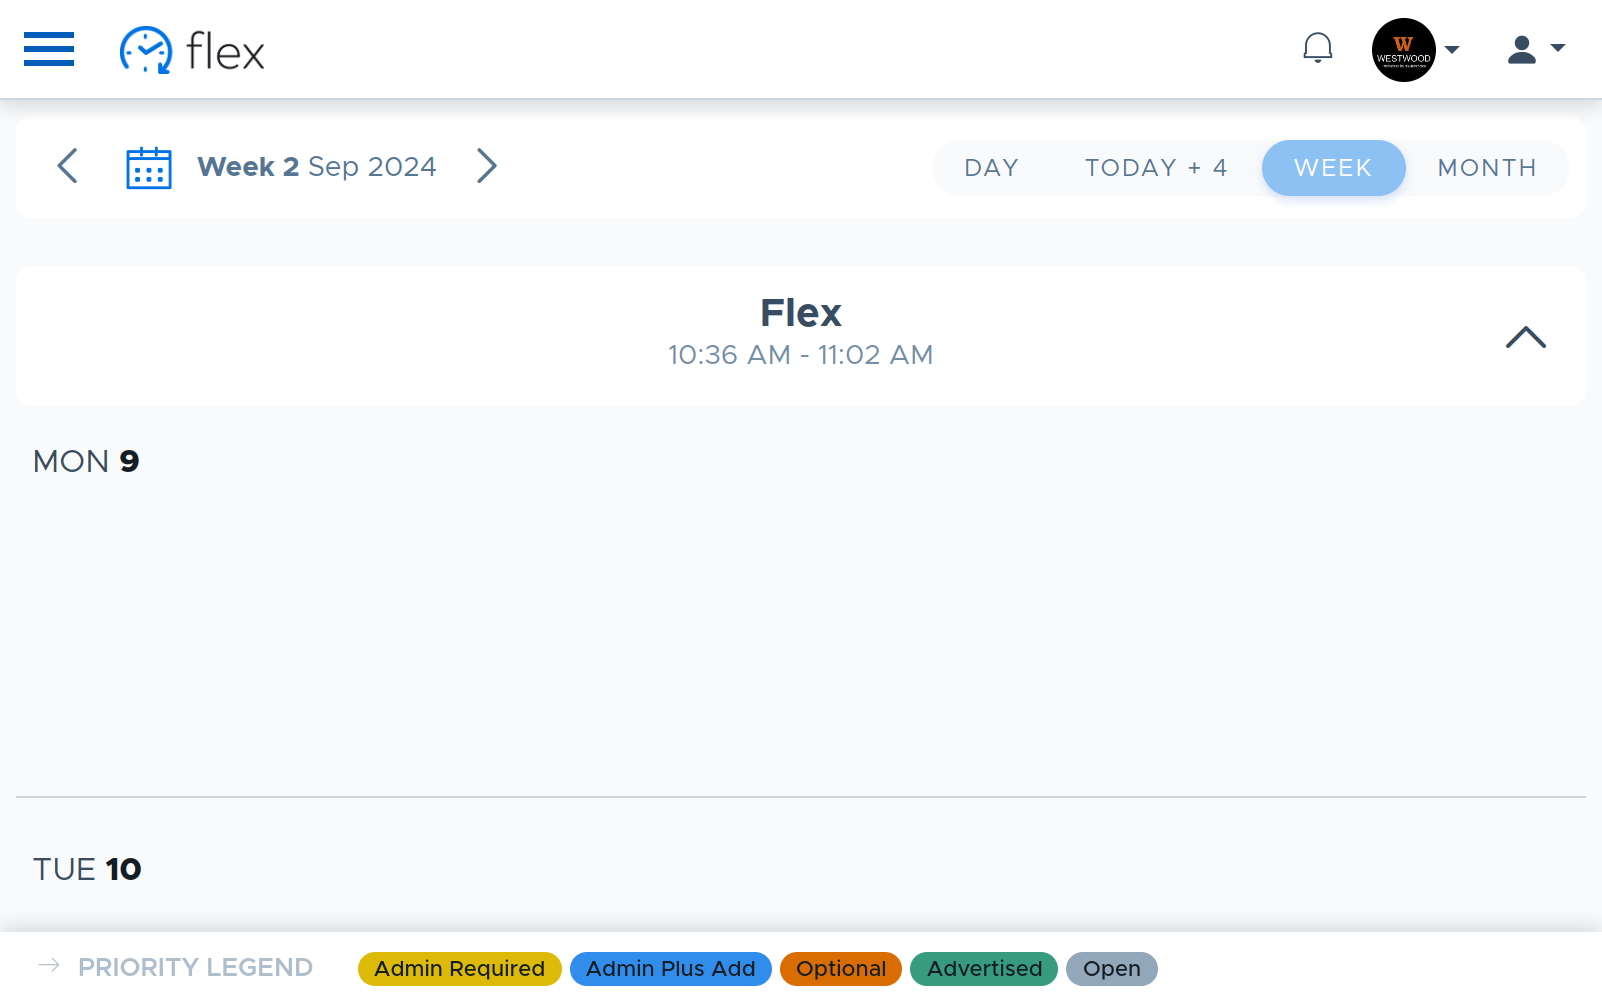 flex
W
WESTWOOD
Week 2 Sep 2024
DAY
TODAY + 4
WEEK
MONTH
Flex
10:36 AM - 11:02 AM
MON 9
TUE 10
PRIORITY LEGEND
Admin Required
Admin Plus Add
Optional
Advertised
Open